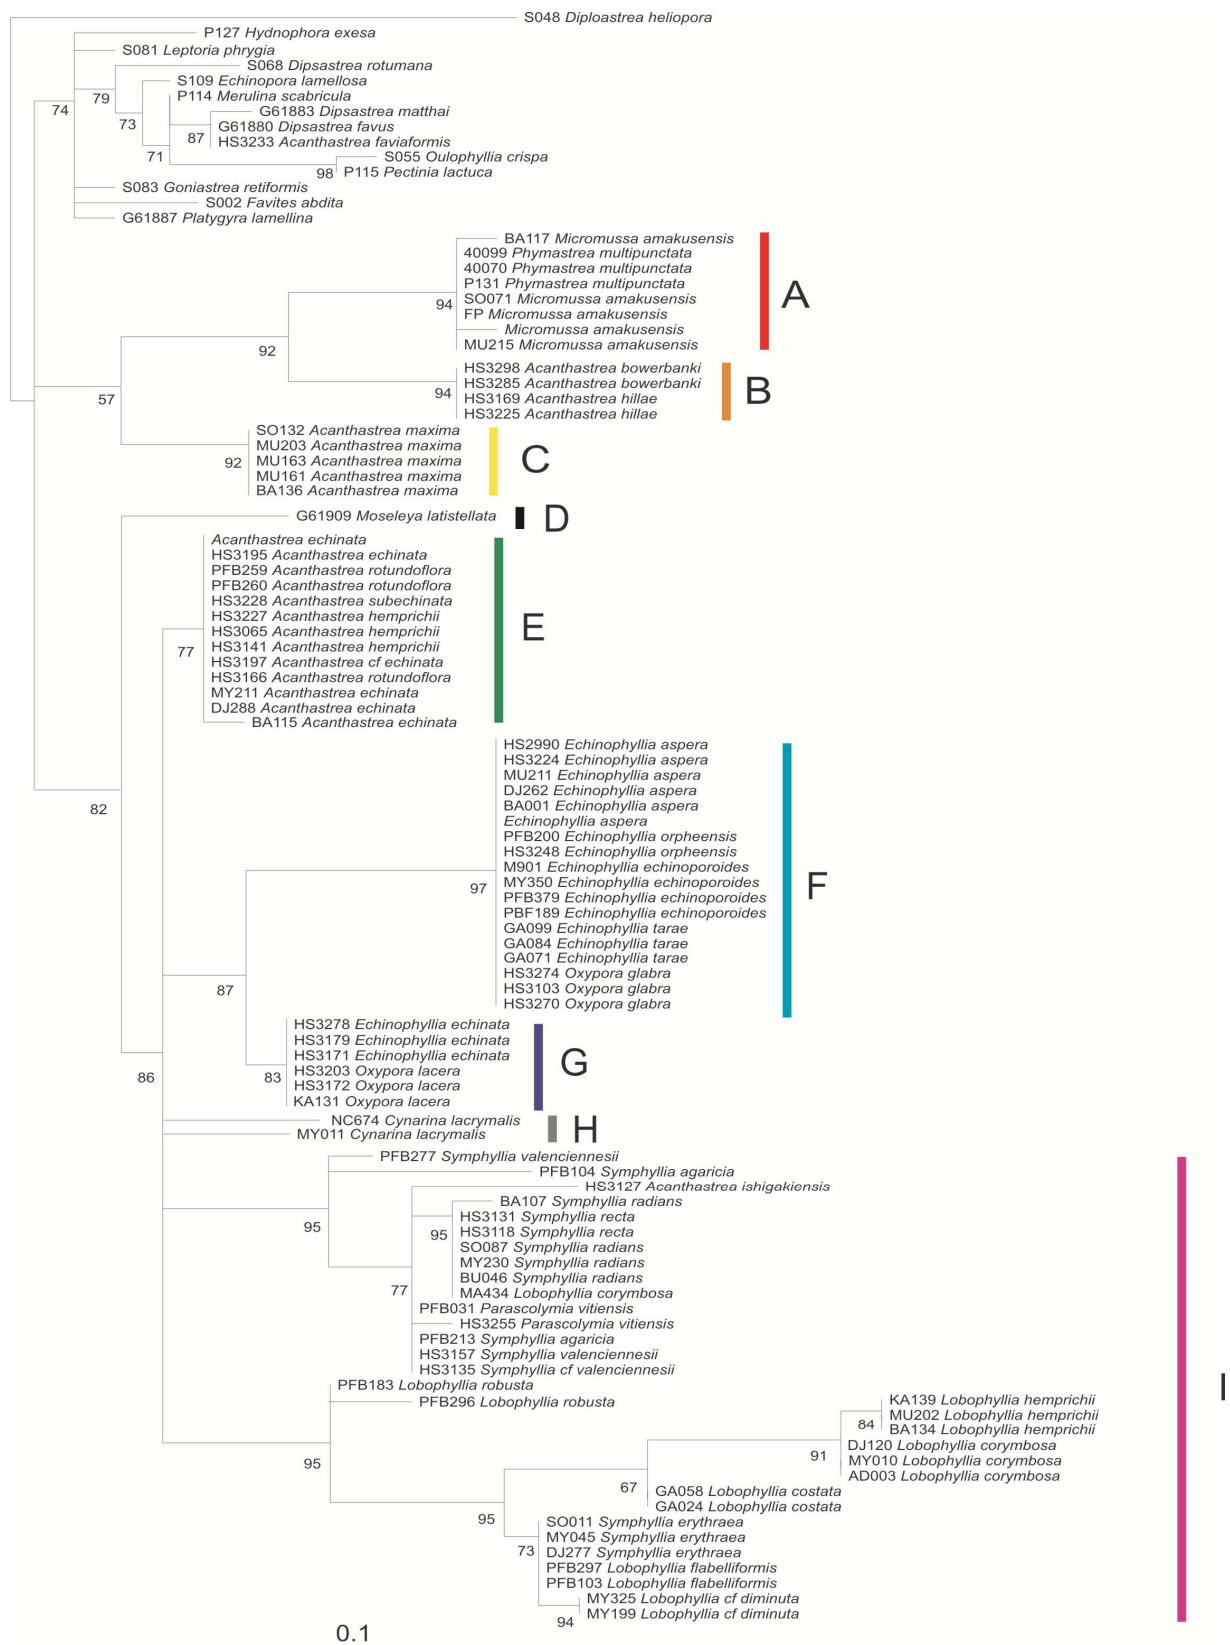 S048 Diploastrea heliopora
P127 Hydnophora exesa
S081 Leptoria phrygia
S068 Dipsastrea rotumana
S109 Echinopora lamellosa
P114 Merulina scabricula
G61883 Dipsastrea matthai
G61880 Dipsastrea favus
HS3233 Acanthastrea faviaformis
S055 Oulophyllia crispa
P115 Pectinia lactuca
S083 Goniastrea retiformis
S002 Favites abdita
G61887 Platygyra lamellina
74
79
73
87
71
98
BA117 Micromussa amakusensis
40099 Phymastrea multipunctata
40070 Phymastrea multipunctata
P131 Phymastrea multipunctata
SO071 Micromussa amakusensis
FP Micromussa amakusensis
Micromussa amakusensis
MU215 Micromussa amakusensis
94
A
92
HS3298 Acanthastrea bowerbanki
HS3285 Acanthastrea bowerbanki
HS3169 Acanthastrea hillae
HS3225 Acanthastrea hillae
94
B
57
SO132 Acanthastrea maxima
MU203 Acanthastrea maxima
MU163 Acanthastrea maxima
MU161 Acanthastrea maxima
BA136 Acanthastrea maxima
92
C
G61909 Moseleya latistellata
D
Acanthastrea echinata
HS3195 Acanthastrea echinata
PFB259 Acanthastrea rotundoflora
PFB260 Acanthastrea rotundoflora
HS3228 Acanthastrea subechinata
HS3227 Acanthastrea hemprichii
HS3065 Acanthastrea hemprichii
HS3141 Acanthastrea hemprichii
HS3197 Acanthastrea cf echinata
HS3166 Acanthastrea rotundoflora
MY211 Acanthastrea echinata
DJ288 Acanthastrea echinata
BA115 Acanthastrea echinata
77
E
82
HS2990 Echinophyllia aspera
HS3224 Echinophyllia aspera
MU211 Echinophyllia aspera
DJ262 Echinophyllia aspera
BA001 Echinophyllia aspera
Echinophyllia aspera
PFB200 Echinophyllia orpheensis
HS3248 Echinophyllia orpheensis
M901 Echinophyllia echinoporoides
MY350 Echinophyllia echinoporoides
PFB379 Echinophyllia echinoporoides
PBF189 Echinophyllia echinoporoides
GA099 Echinophyllia tarae
GA084 Echinophyllia tarae
GA071 Echinophyllia tarae
HS3274 Oxypora glabra
HS3103 Oxypora glabra
HS3270 Oxypora glabra
97
F
87
HS3278 Echinophyllia echinata
HS3179 Echinophyllia echinata
HS3171 Echinophyllia echinata
HS3203 Oxypora lacera
HS3172 Oxypora lacera
KA131 Oxypora lacera
83
G
86
NC674 Cynarina lacrymalis
MY011 Cynarina lacrymalis
H
PFB277 Symphyllia valenciennesii
PFB104 Symphyllia agaricia
HS3127 Acanthastrea ishigakiensis
BA107 Symphyllia radians
HS3131 Symphyllia recta
HS3118 Symphyllia recta
SO087 Symphyllia radians
MY230 Symphyllia radians
BU046 Symphyllia radians
MA434 Lobophyllia corymbosa
PFB031 Parascolymia vitiensis
HS3255 Parascolymia vitiensis
PFB213 Symphyllia agaricia
HS3157 Symphyllia valenciennesii
HS3135 Symphyllia cf valenciennesii
95
95
77
PFB183 Lobophyllia robusta
PFB296 Lobophyllia robusta
KA139 Lobophyllia hemprichii
MU202 Lobophyllia hemprichii
BA134 Lobophyllia hemprichii
DJ120 Lobophyllia corymbosa
MY010 Lobophyllia corymbosa
AD003 Lobophyllia corymbosa
GA058 Lobophyllia costata
GA024 Lobophyllia costata
SO011 Symphyllia erythraea
MY045 Symphyllia erythraea
DJ277 Symphyllia erythraea
PFB297 Lobophyllia flabelliformis
PFB103 Lobophyllia flabelliformis
MY325 Lobophyllia cf diminuta
MY199 Lobophyllia cf diminuta
84
91
95
67
95
73
94
0.1